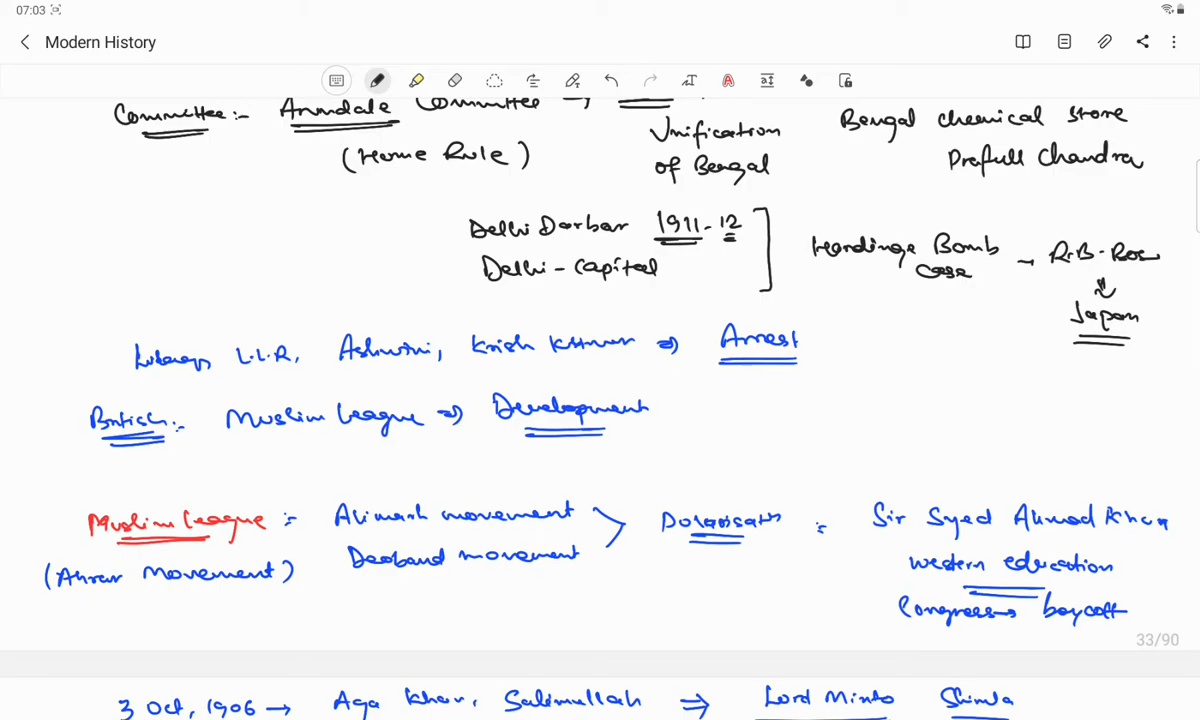 07:03
Modern History
Committee :- Arundale Committee →
(Home Rule)
Unification
of Bengal
Bengal chemical store
Prafull Chandra
Delhi Darbar 1911-12
Delhi - Capital
Hardinge Bomb
Case → R.B. Bose
Japan
L.L.R, Ashwini, Krish Kumar ⇒ Arrest
British :- Muslim League ⇒ Development
Muslim League :- Aligarh movement
Deoband movement
(Ahrar Movement)
Polarisatn :
Sir Syed Ahmad Khan
western education
Congress → boycott
33/90
3 Oct, 1906 → Aga Khan, Salimullah ⇒ Lord Minto Shimla